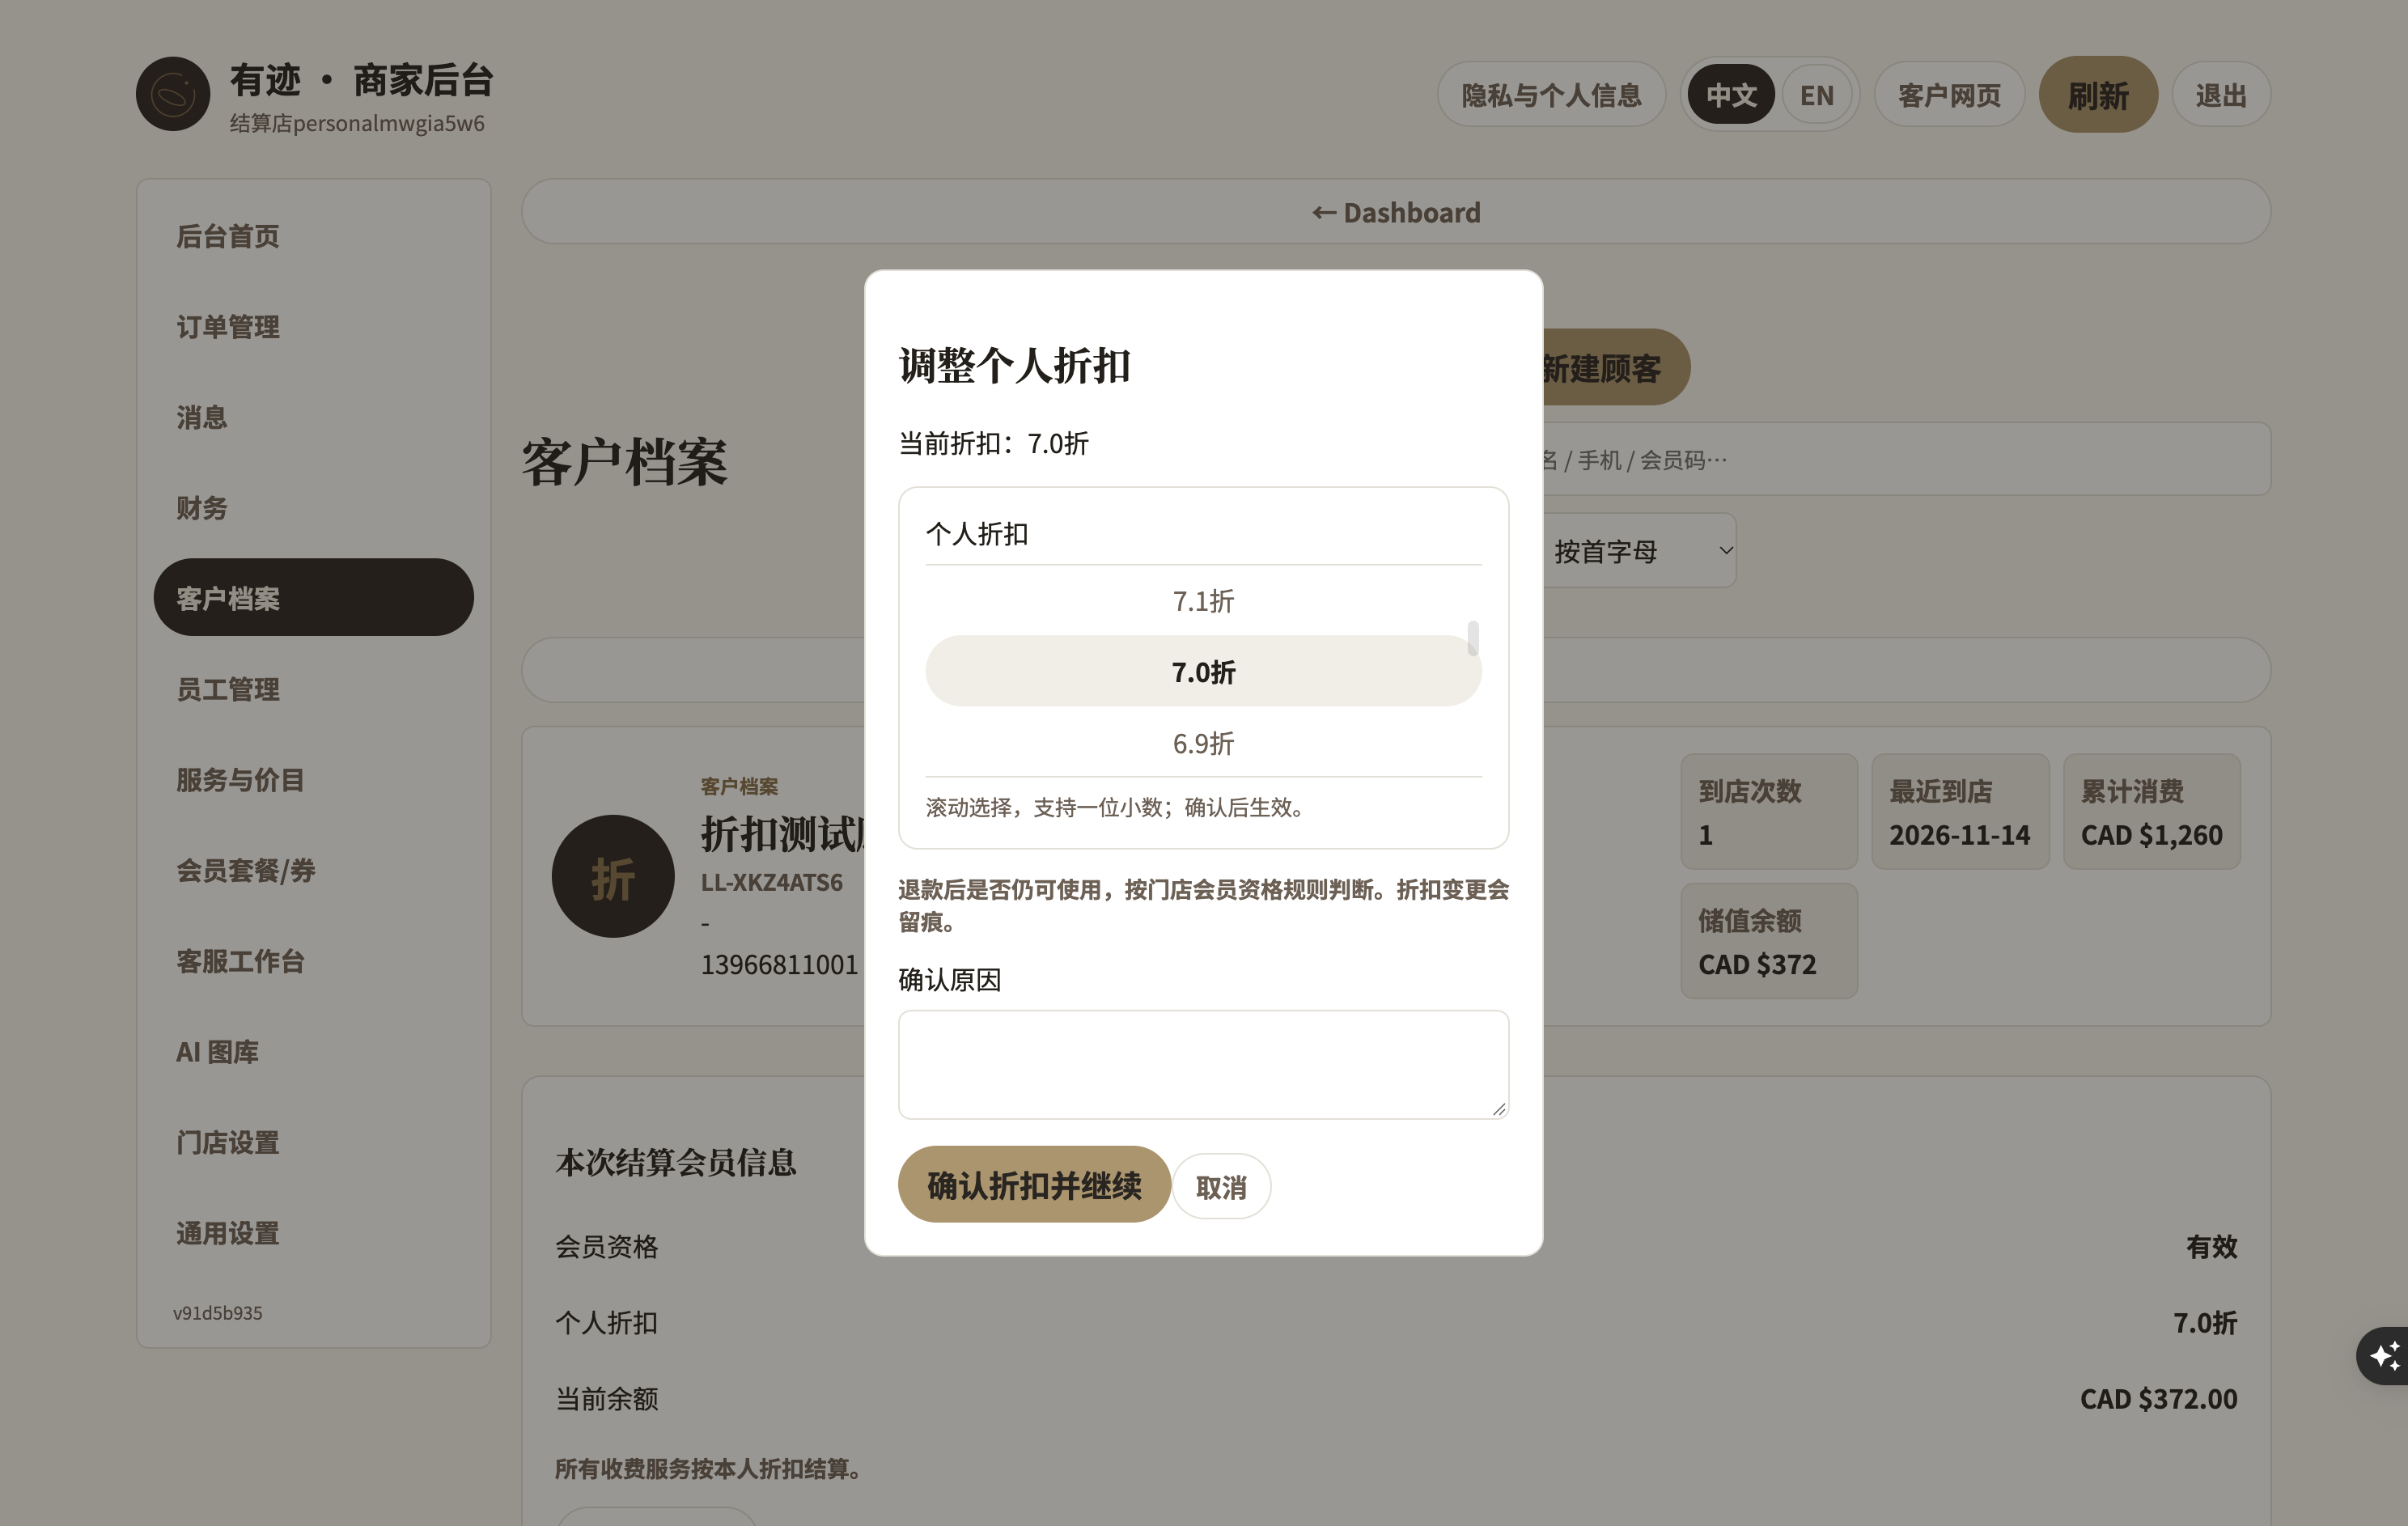 有迹 · 商家后台
结算店personalmwgia5w6
隐私与个人信息
中文
EN
客户网页
刷新
退出
后台首页
订单管理
消息
财务
客户档案
员工管理
服务与价目
会员套餐/券
客服工作台
AI 图库
门店设置
通用设置
v91d5b935
← Dashboard
客户档案
新建顾客
名 / 手机 / 会员码…
按首字母
折
客户档案
折扣测试
LL-XKZ4ATS6
-
13966811001
到店次数
1
最近到店
2026-11-14
累计消费
CAD $1,260
储值余额
CAD $372
本次结算会员信息
会员资格
有效
个人折扣
7.0折
当前余额
CAD $372.00
所有收费服务按本人折扣结算。
调整个人折扣
当前折扣：7.0折
个人折扣
7.1折
7.0折
6.9折
滚动选择，支持一位小数；确认后生效。
退款后是否仍可使用，按门店会员资格规则判断。折扣变更会
留痕。
确认原因
确认折扣并继续
取消